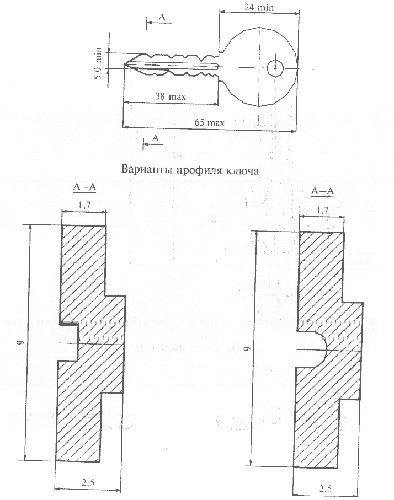 24 min
А
5,0 min
38 max
65 max
А
Варианты профиля ключа
А–А
А–А
1,7
1,7
9
9
2,5
2,5